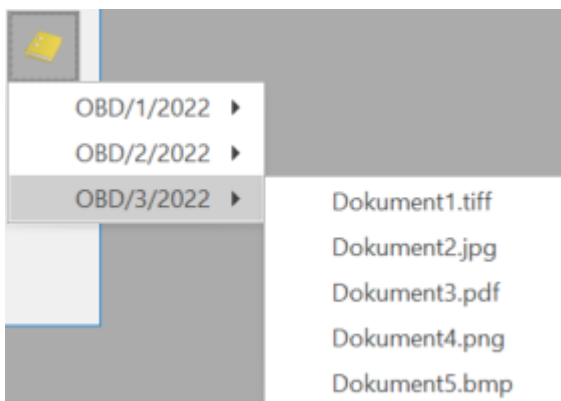 OBD/1/2022
OBD/2/2022
OBD/3/2022
Dokument1.tiff
Dokument2.jpg
Dokument3.pdf
Dokument4.png
Dokument5.bmp